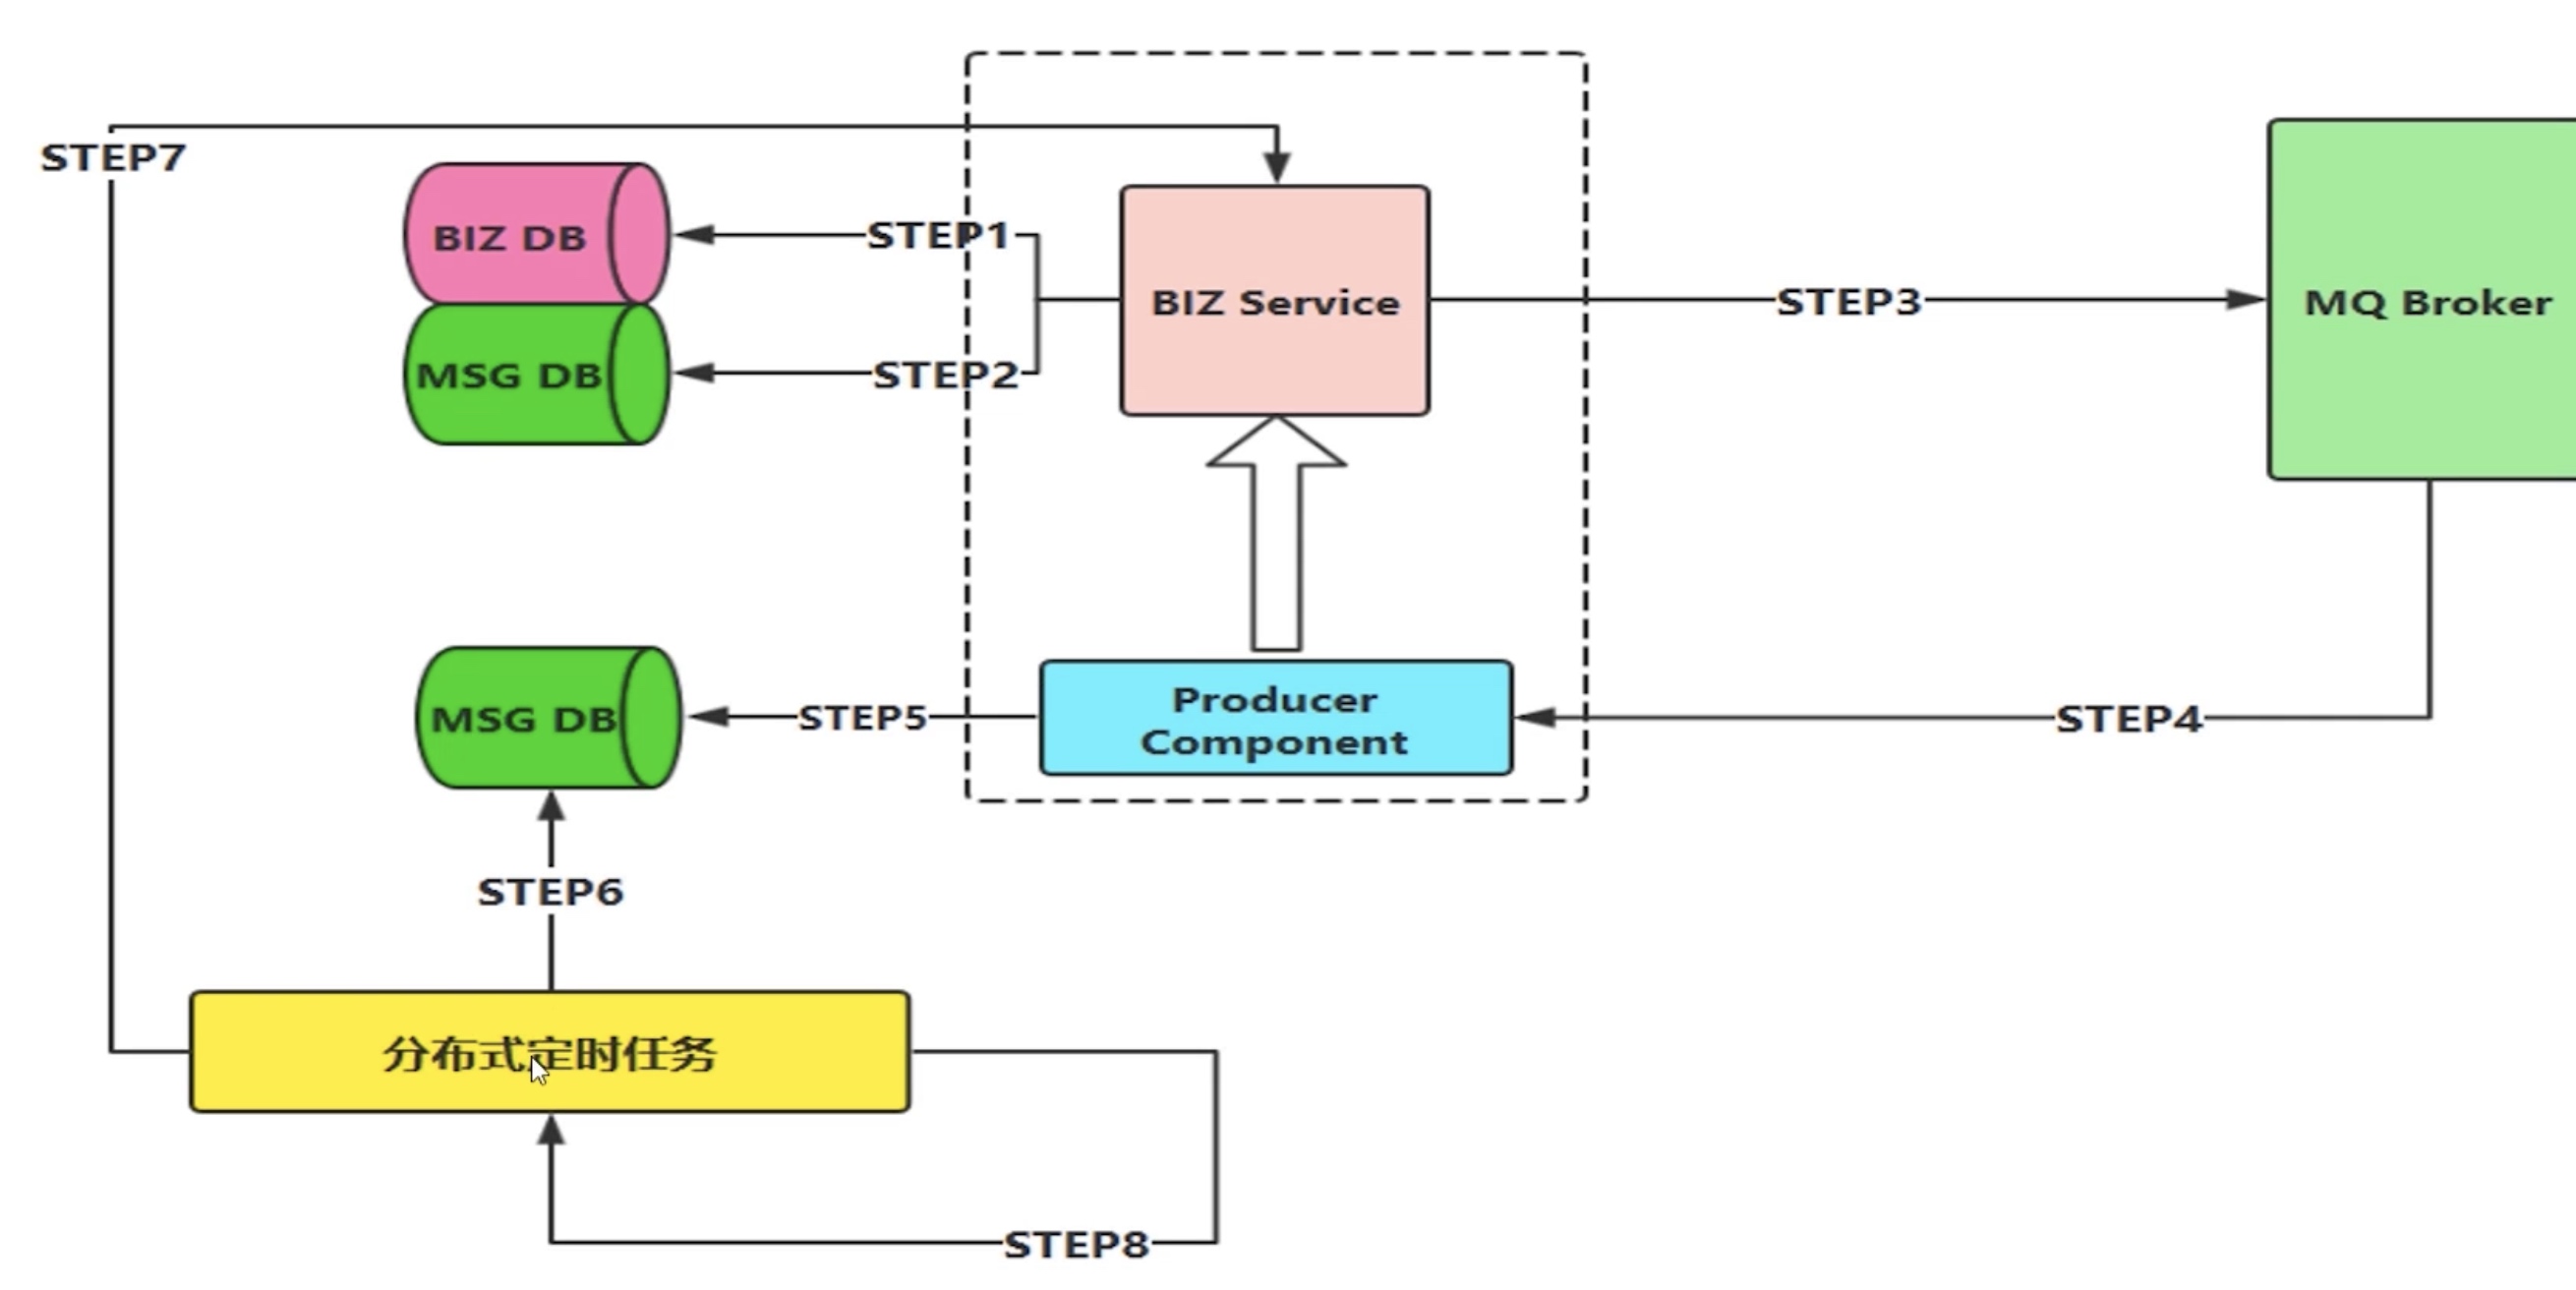 STEP7
BIZ DB
STEP1
MSG DB
STEP2
BIZ Service
STEP3
MQ Broker
MSG DB
STEP5
Producer
Component
STEP4
STEP6
分布式定时任务
STEP8